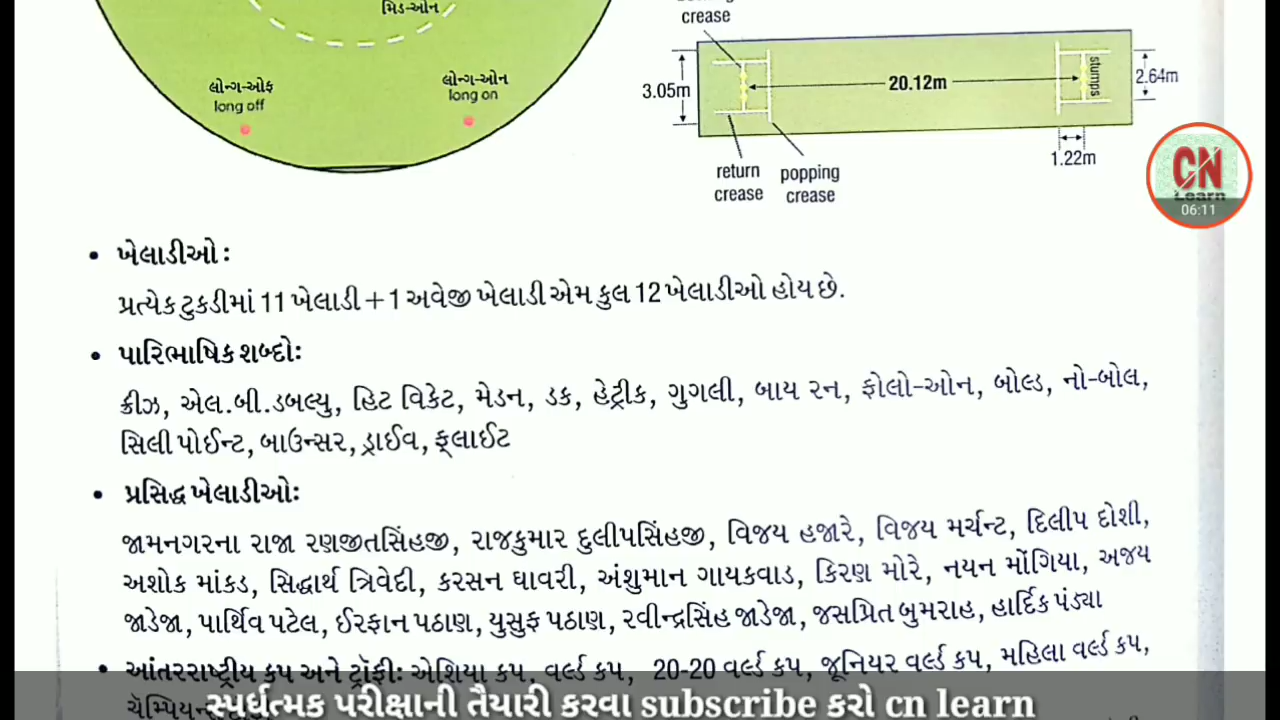 મિડ-ઓન
લોન્ગ-ઓફ
long off
લોન્ગ-ઓન
long on
crease
3.05m
20.12m
stumps
2.64m
1.22m
return
crease
popping
crease
CN
Learn
06:11
• ખેલાડીઓ :
પ્રત્યેક ટુકડીમાં 11 ખેલાડી + 1 અવેજી ખેલાડી એમ કુલ 12 ખેલાડીઓ હોય છે.
• પારિભાષિક શબ્દો:
ક્રીઝ, એલ.બી.ડબલ્યુ, હિટ વિકેટ, મેડન, ડક, હેટ્રીક, ગુગલી, બાય રન, ફોલો-ઓન, બોલ્ડ, નો-બોલ,
સિલી પોઈન્ટ, બાઉન્સર, ડ્રાઈવ, ફ્લાઈટ
• પ્રસિદ્ધ ખેલાડીઓ:
જામનગરના રાજા રણજીતસિંહજી, રાજકુમાર દુલીપસિંહજી, વિજય હજારે, વિજય મર્ચન્ટ, દિલીપ દોશી,
અશોક માંકડ, સિદ્ધાર્થ ત્રિવેદી, કરસન ઘાવરી, અંશુમાન ગાયકવાડ, કિરણ મોરે, નયન મોંગિયા, અજય
જાડેજા, પાર્થિવ પટેલ, ઈરફાન પઠાણ, યુસુફ પઠાણ, રવીન્દ્રસિંહ જાડેજા, જસપ્રિત બુમરાહ, હાર્દિક પંડ્યા
• આંતરરાષ્ટ્રીય કપ અને ટ્રૉફી: એશિયા કપ, વર્લ્ડ કપ, 20-20 વર્લ્ડ કપ, જૂનિયર વર્લ્ડ કપ, મહિલા વર્લ્ડ કપ,
સ્પર્ધત્મક પરીક્ષાની તૈયારી કરવા subscribe કરો cn learn